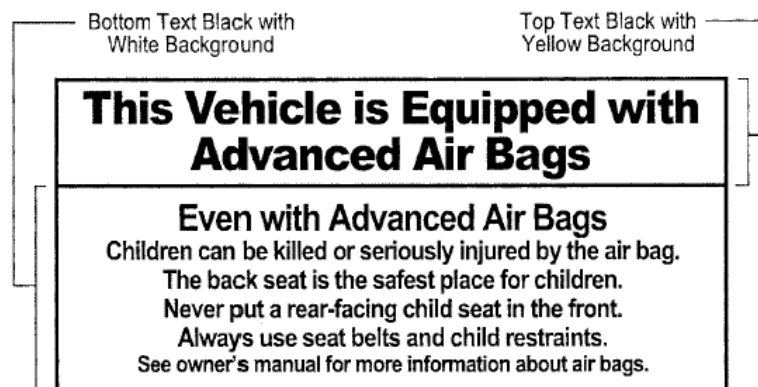 Bottom Text Black with
White Background
Top Text Black with
Yellow Background
This Vehicle is Equipped with
Advanced Air Bags
Even with Advanced Air Bags
Children can be killed or seriously injured by the air bag.
The back seat is the safest place for children.
Never put a rear-facing child seat in the front.
Always use seat belts and child restraints.
See owner's manual for more information about air bags.